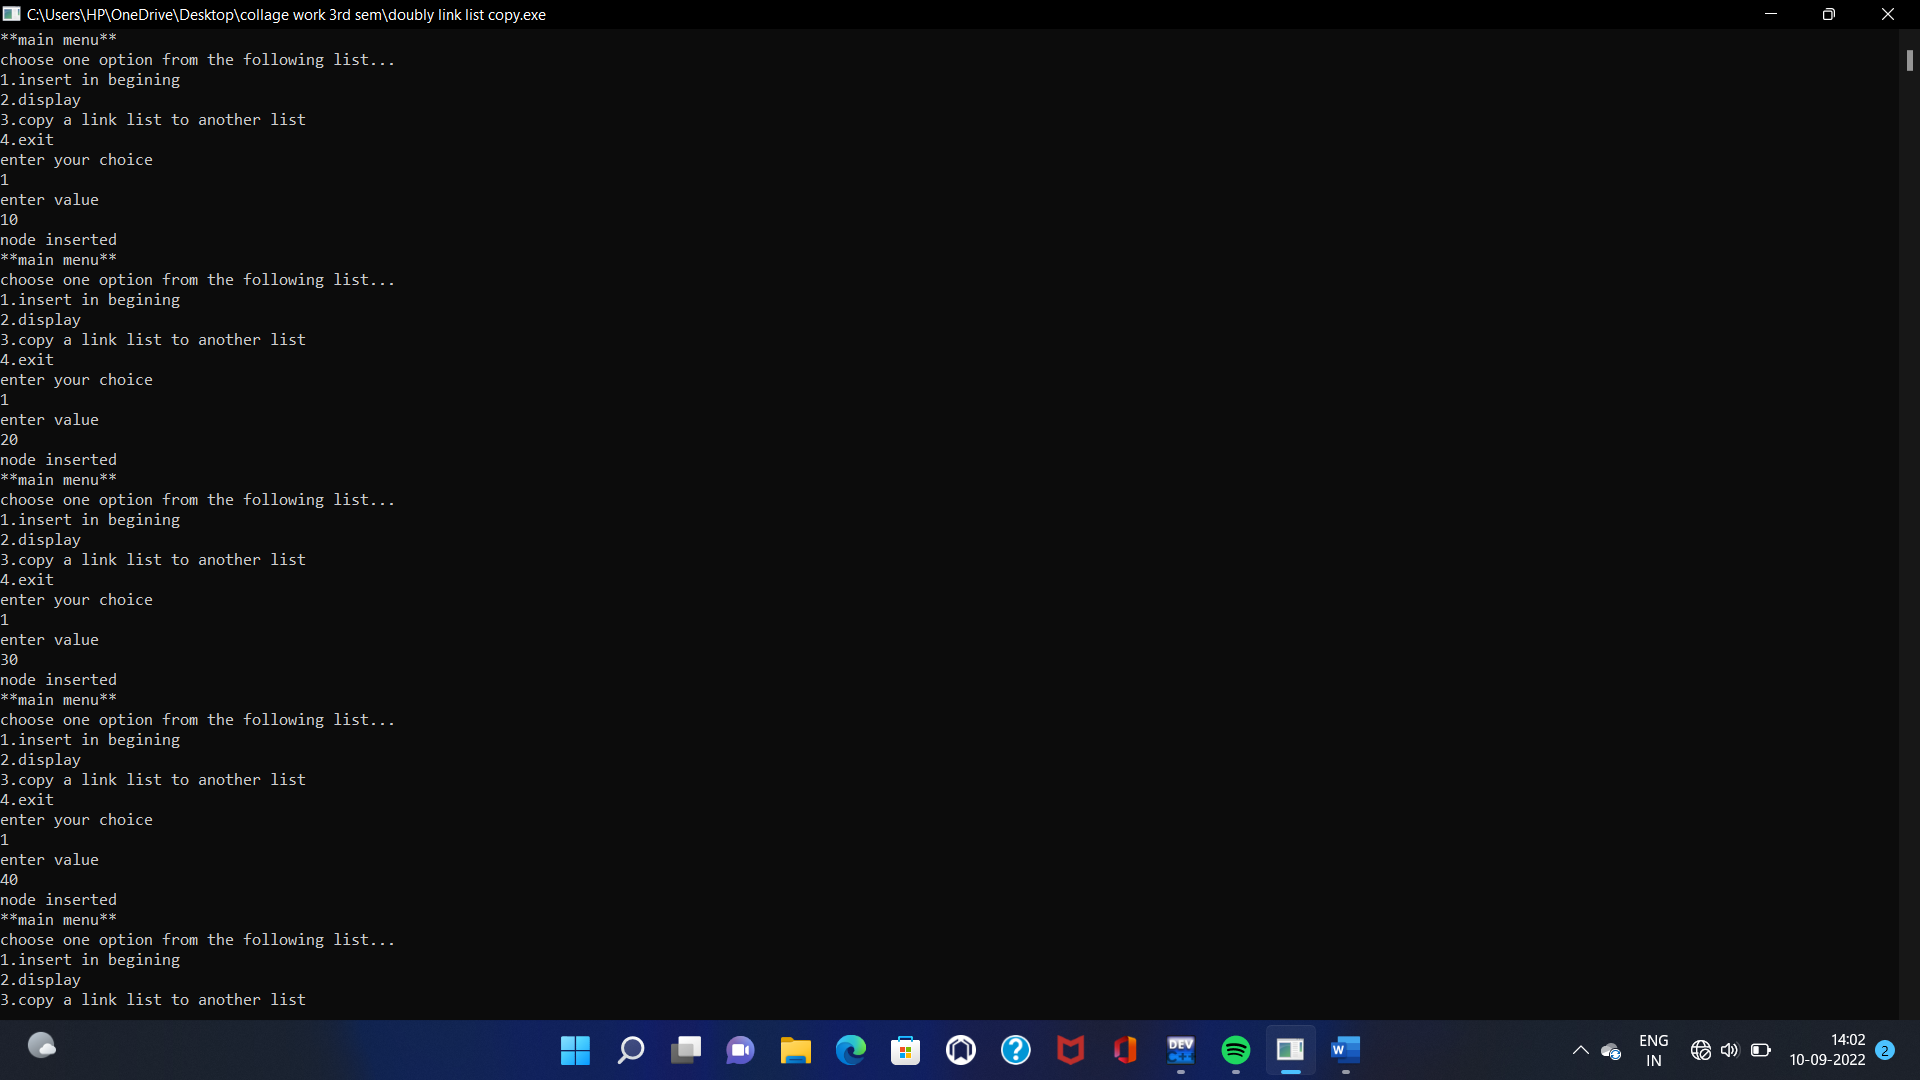 C:\Users\HP\OneDrive\Desktop\collage work 3rd sem\doubly link list copy.exe
**main menu**
choose one option from the following list...
1.insert in begining
2.display
3.copy a link list to another list
4.exit
enter your choice
1
enter value
10
node inserted
**main menu**
choose one option from the following list...
1.insert in begining
2.display
3.copy a link list to another list
4.exit
enter your choice
1
enter value
20
node inserted
**main menu**
choose one option from the following list...
1.insert in begining
2.display
3.copy a link list to another list
4.exit
enter your choice
1
enter value
30
node inserted
**main menu**
choose one option from the following list...
1.insert in begining
2.display
3.copy a link list to another list
4.exit
enter your choice
1
enter value
40
node inserted
**main menu**
choose one option from the following list...
1.insert in begining
2.display
3.copy a link list to another list
DEV
C++
W
ENG
IN
14:02
10-09-2022
2